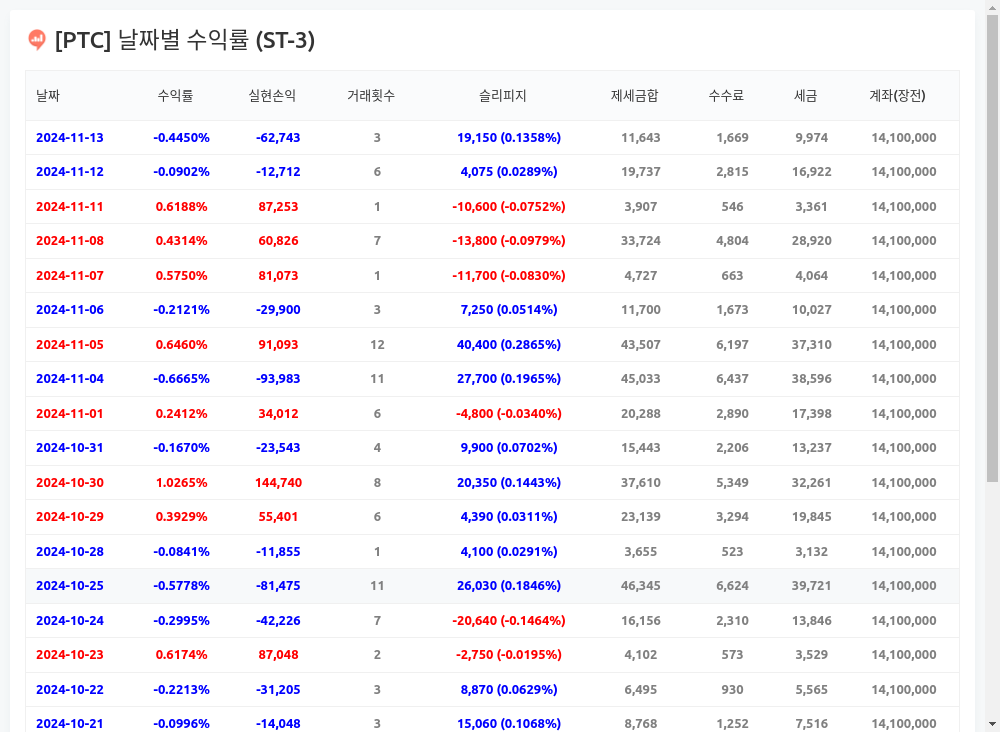 [PTC] 날짜별 수익률 (ST-3)
날짜 수익률 실현손익 거래횟수 슬리피지 제세금합 수수료 세금 계좌(장전)
2024-11-13 -0.4450% -62,743 3 19,150 (0.1358%) 11,643 1,669 9,974 14,100,000
2024-11-12 -0.0902% -12,712 6 4,075 (0.0289%) 19,737 2,815 16,922 14,100,000
2024-11-11 0.6188% 87,253 1 -10,600 (-0.0752%) 3,907 546 3,361 14,100,000
2024-11-08 0.4314% 60,826 7 -13,800 (-0.0979%) 33,724 4,804 28,920 14,100,000
2024-11-07 0.5750% 81,073 1 -11,700 (-0.0830%) 4,727 663 4,064 14,100,000
2024-11-06 -0.2121% -29,900 3 7,250 (0.0514%) 11,700 1,673 10,027 14,100,000
2024-11-05 0.6460% 91,093 12 40,400 (0.2865%) 43,507 6,197 37,310 14,100,000
2024-11-04 -0.6665% -93,983 11 27,700 (0.1965%) 45,033 6,437 38,596 14,100,000
2024-11-01 0.2412% 34,012 6 -4,800 (-0.0340%) 20,288 2,890 17,398 14,100,000
2024-10-31 -0.1670% -23,543 4 9,900 (0.0702%) 15,443 2,206 13,237 14,100,000
2024-10-30 1.0265% 144,740 8 20,350 (0.1443%) 37,610 5,349 32,261 14,100,000
2024-10-29 0.3929% 55,401 6 4,390 (0.0311%) 23,139 3,294 19,845 14,100,000
2024-10-28 -0.0841% -11,855 1 4,100 (0.0291%) 3,655 523 3,132 14,100,000
2024-10-25 -0.5778% -81,475 11 26,030 (0.1846%) 46,345 6,624 39,721 14,100,000
2024-10-24 -0.2995% -42,226 7 -20,640 (-0.1464%) 16,156 2,310 13,846 14,100,000
2024-10-23 0.6174% 87,048 2 -2,750 (-0.0195%) 4,102 573 3,529 14,100,000
2024-10-22 -0.2213% -31,205 3 8,870 (0.0629%) 6,495 930 5,565 14,100,000
2024-10-21 -0.0996% -14,048 3 15,060 (0.1068%) 8,768 1,252 7,516 14,100,000